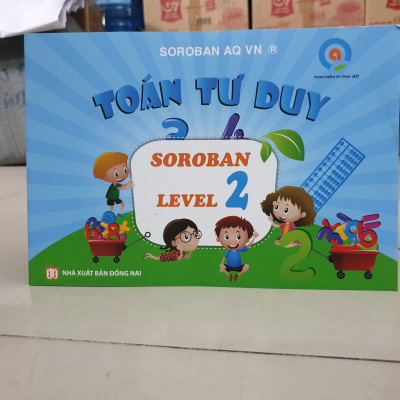 SOROBAN AQ VN ®
TOÁN TƯ DUY
SOROBAN
LEVEL 2
NHÀ XUẤT BẢN ĐỒNG NAI